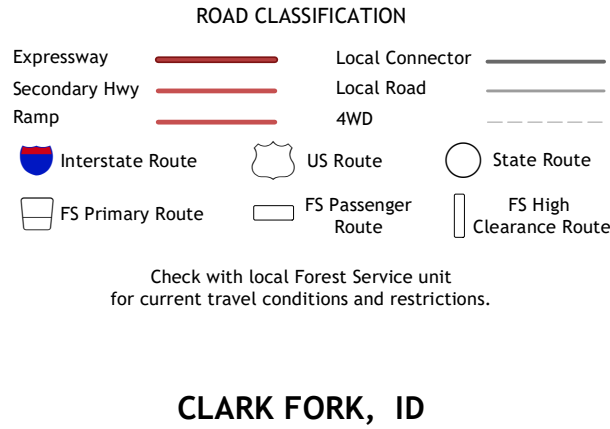 ROAD CLASSIFICATION
Expressway
Local Connector
Secondary Hwy
Local Road
Ramp
4WD
Interstate Route
US Route
State Route
FS Primary Route
FS Passenger
Route
FS High
Clearance Route
Check with local Forest Service unit
for current travel conditions and restrictions.
CLARK FORK, ID